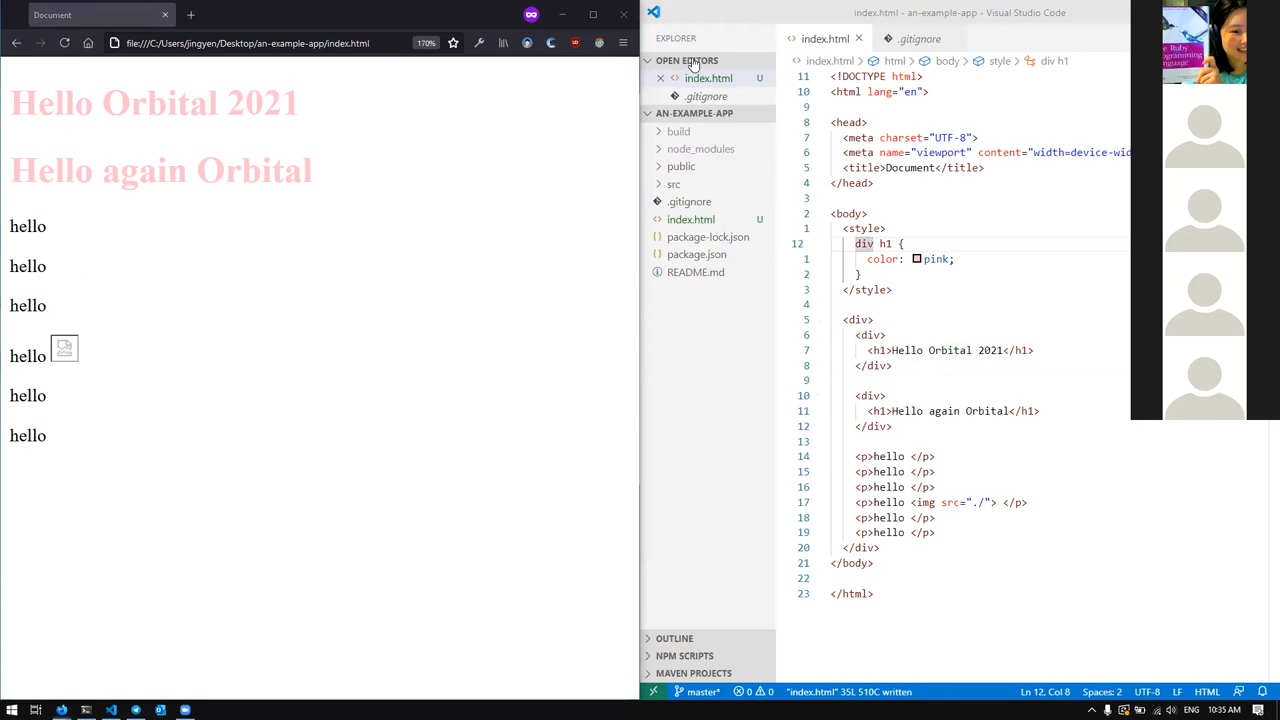 Document
file:///C:/Users/jingyen/Desktop/an-example-app/index.html
170%
Hello Orbital 2021
Hello again Orbital
hello
hello
hello
hello
hello
hello
index.html - an-example-app - Visual Studio Code
EXPLORER
OPEN EDITORS
index.html U
.gitignore
AN-EXAMPLE-APP
build
node_modules
public
src
.gitignore
index.html U
package-lock.json
package.json
README.md
OUTLINE
NPM SCRIPTS
MAVEN PROJECTS
index.html
.gitignore
index.html > html > body > style > div h1
11 <!DOCTYPE html>
10 <html lang="en">
9
8 <head>
7 <meta charset="UTF-8">
6 <meta name="viewport" content="width=device-wid
5 <title>Document</title>
4 </head>
3
2 <body>
1 <style>
12 div h1 {
1 color: pink;
2 }
3 </style>
4
5 <div>
6 <div>
7 <h1>Hello Orbital 2021</h1>
8 </div>
9
10 <div>
11 <h1>Hello again Orbital</h1>
12 </div>
13
14 <p>hello </p>
15 <p>hello </p>
16 <p>hello </p>
17 <p>hello <img src="./"> </p>
18 <p>hello </p>
19 <p>hello </p>
20 </div>
21 </body>
22
23 </html>
master* 0 0 "index.html" 35L 510C written
Ln 12, Col 8 Spaces: 2 UTF-8 LF HTML
ENG 10:35 AM